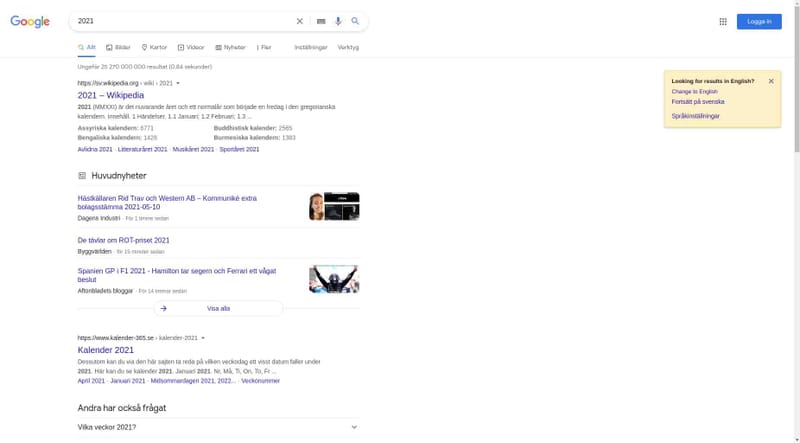 Google
2021
Logga in
Allt
Bilder
Kartor
Videor
Nyheter
Fler
Inställningar
Verktyg
Ungefär 25 270 000 000 resultat (0,84 sekunder)
https://sv.wikipedia.org › wiki › 2021
2021 – Wikipedia
2021 (MMXXI) är det nuvarande året och ett normalår som började en fredag i den gregorianska
kalendern. Innehåll. 1 Händelser. 1.1 Januari; 1.2 Februari; 1.3 ...
Assyriska kalendern: 6771
Buddhistisk kalender: 2565
Bengaliska kalendern: 1428
Burmesiska kalendern: 1383
Avlidna 2021 · Litteraturåret 2021 · Musikåret 2021 · Sportåret 2021
Looking for results in English?
Change to English
Fortsätt på svenska
Språkinställningar
Huvudnyheter
Hästkällaren Rid Trav och Western AB – Kommuniké extra
bolagsstämma 2021-05-10
Dagens Industri · För 1 timme sedan
De tävlar om ROT-priset 2021
Byggvärlden · för 15 minuter sedan
Spanien GP i F1 2021 - Hamilton tar segern och Ferrari ett vågat
beslut
Aftonbladets bloggar · För 14 timmar sedan
Visa alla
https://www.kalender-365.se › kalender-2021
Kalender 2021
Dessutom kan du via den här sajten ta reda på vilken veckodag ett visst datum faller under
2021. Här kan du se kalender 2021. Januari 2021. Nr, Må, Ti, On, To, Fr ...
April 2021 · Januari 2021 · Midsommardagen 2021, 2022... · Veckonummer
Andra har också frågat
Vilka veckor 2021?